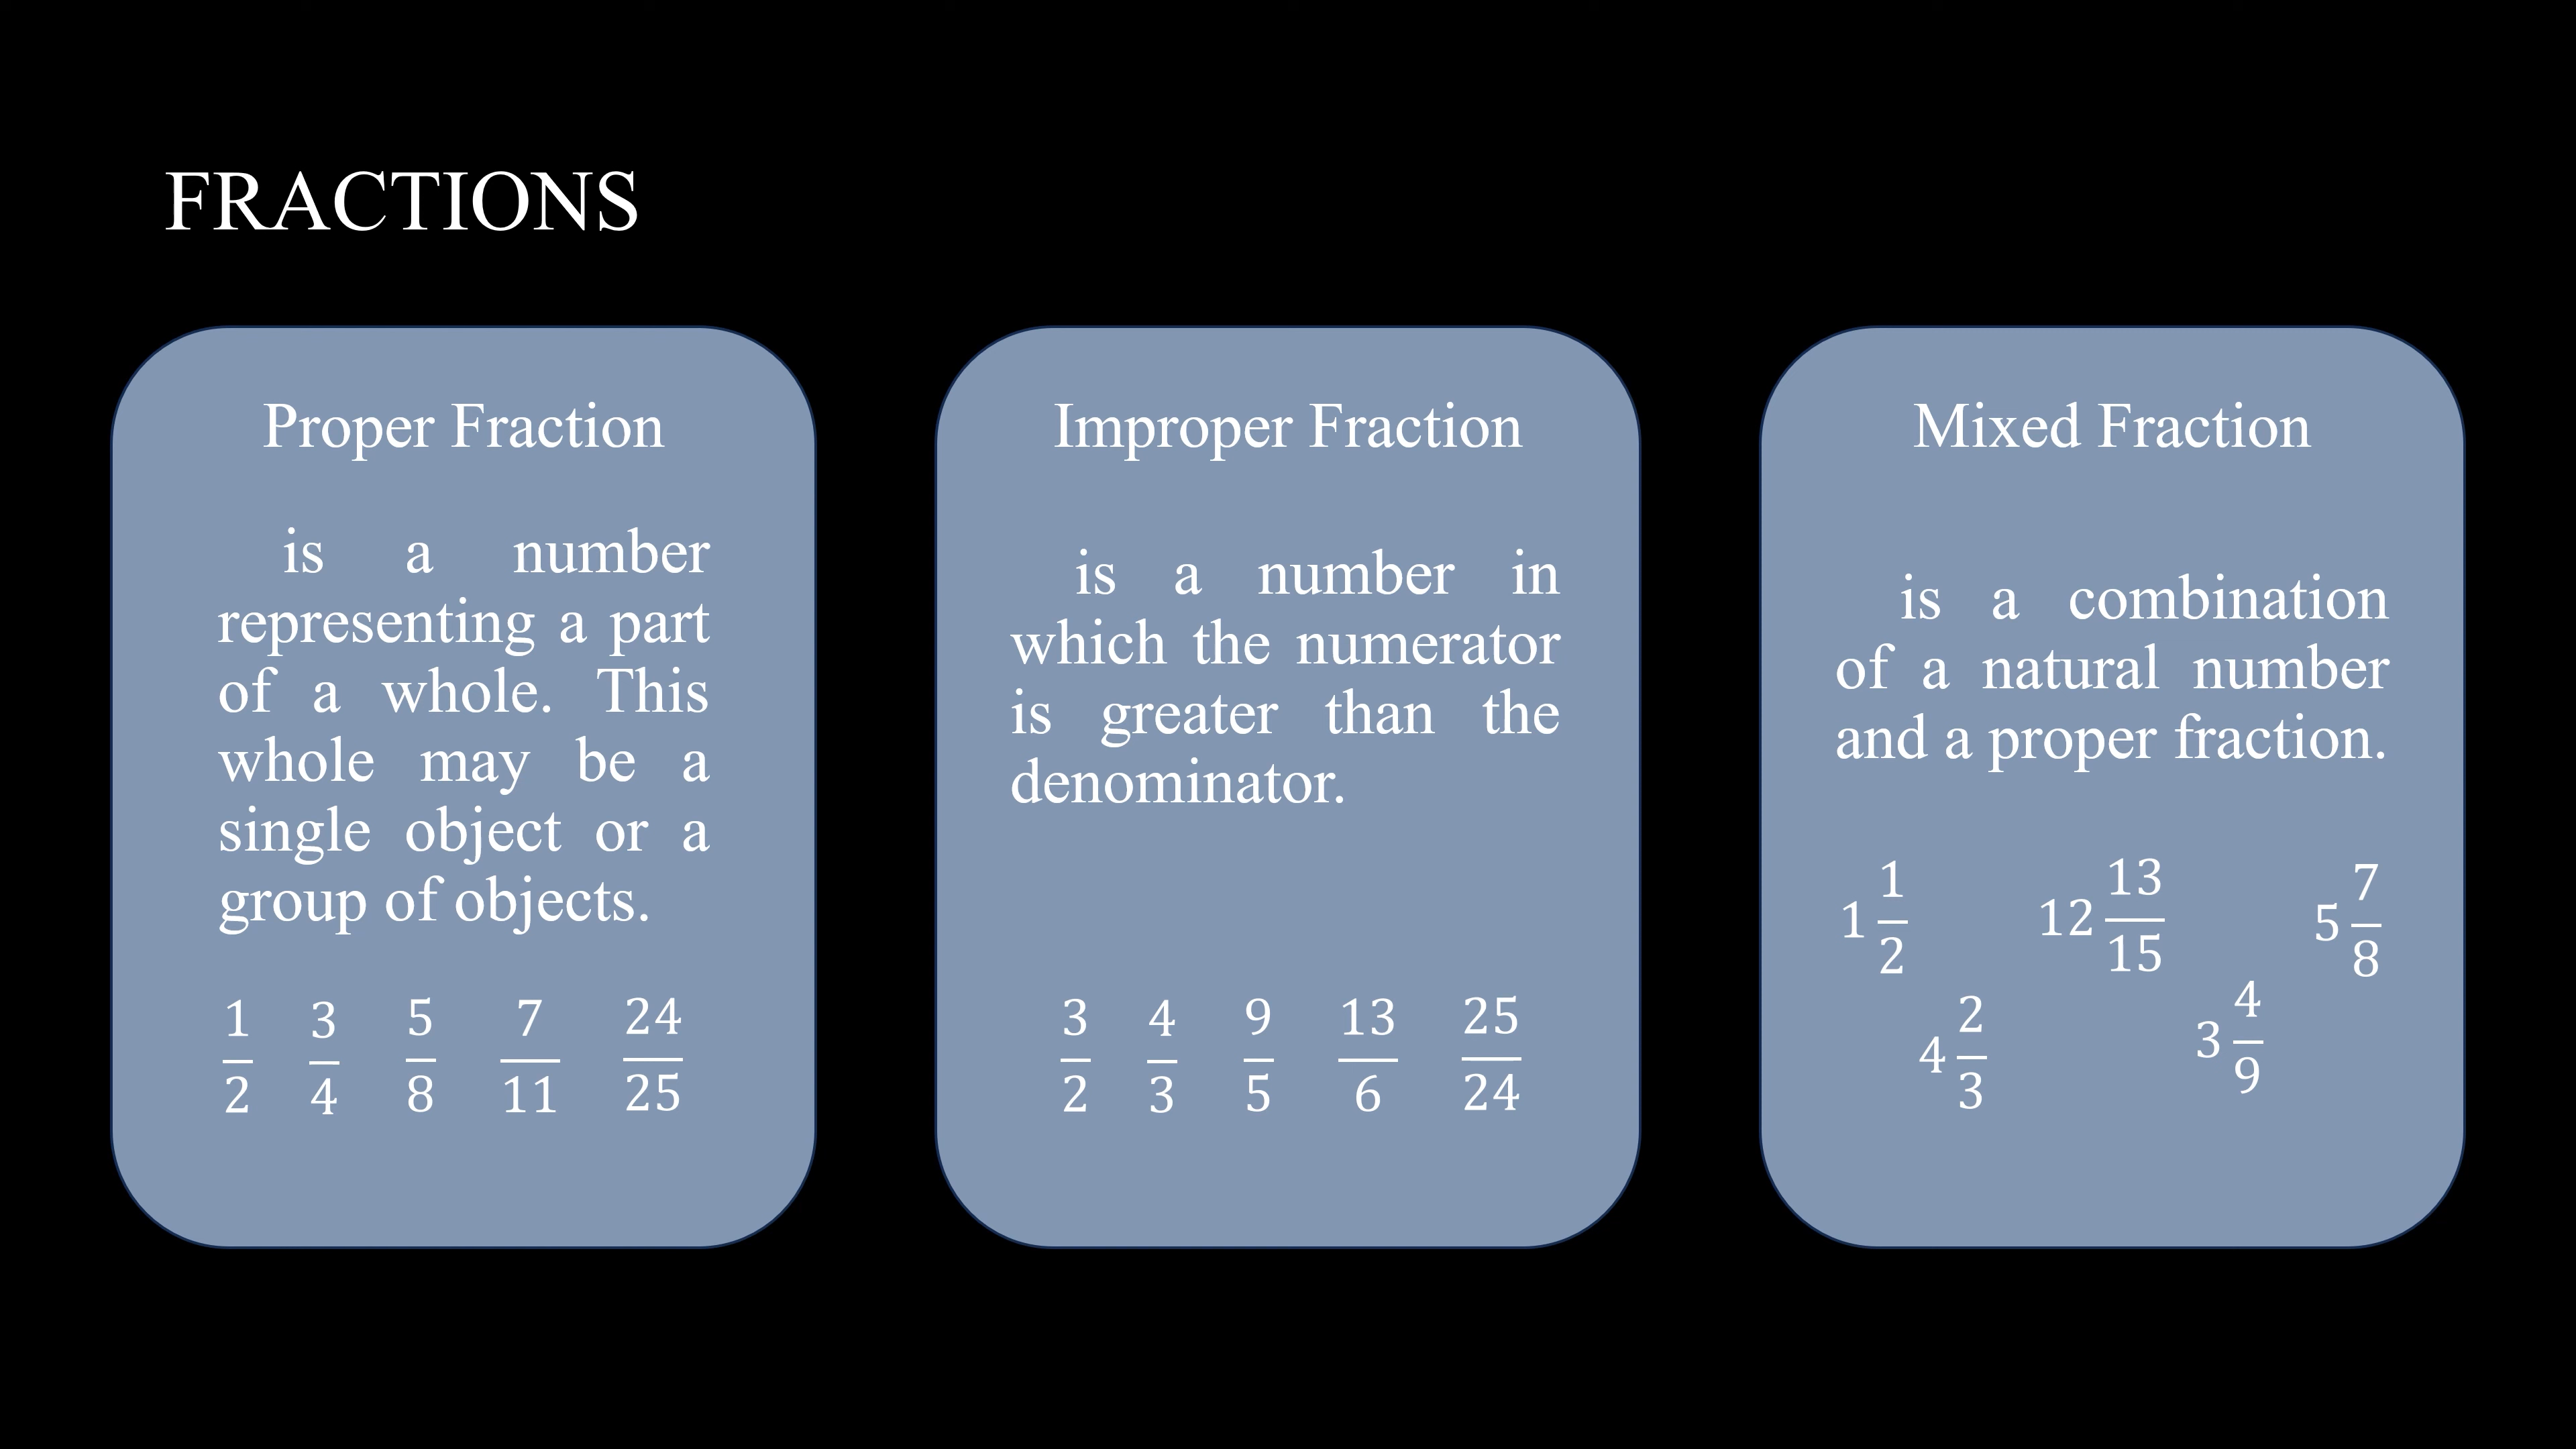 FRACTIONS
Proper Fraction
is a number
representing a part
of a whole. This
whole may be a
single object or a
group of objects.
1/2 3/4 5/8 7/11 24/25
Improper Fraction
is a number in
which the numerator
is greater than the
denominator.
3/2 4/3 9/5 13/6 25/24
Mixed Fraction
is a combination
of a natural number
and a proper fraction.
1 1/2 12 13/15 5 7/8
4 2/3 3 4/9